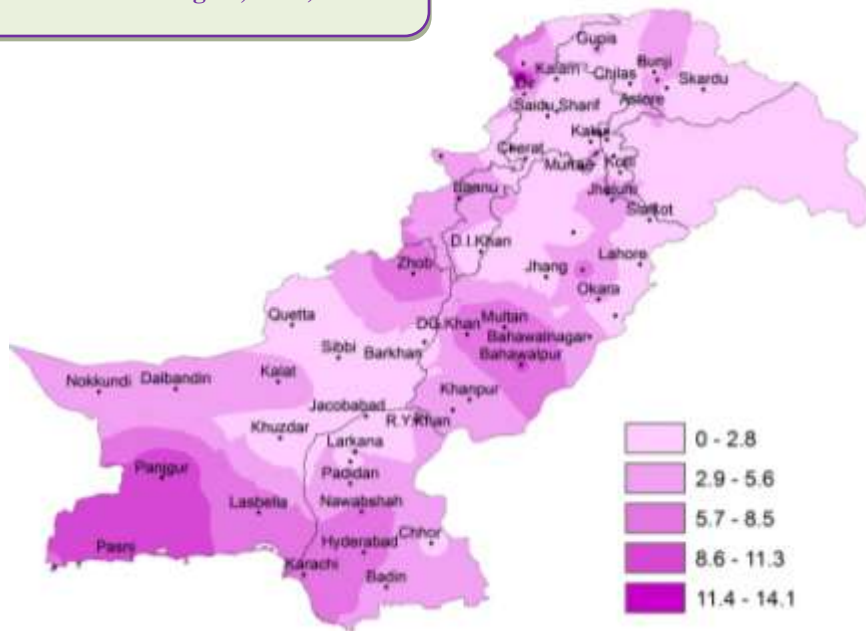 Gupis
Bunji
Kalam
Chilas
Skardu
Dir
Astore
Saidu Sharif
Cherat
Kotli
Bannu
Jhelum
Sialkot
D.I.Khan
Zhob
Lahore
Jhang
Okara
Quetta
DG.Khan
Multan
Bahawalnagar
Sibbi
Barkhan
Bahawalpur
Nokkundi
Dalbandin
Kalat
Khanpur
Jacobabad
R.Y.Khan
Khuzdar
Larkana
0 - 2.8
Panjgur
Padidan
2.9 - 5.6
Lasbella
Nawabshah
5.7 - 8.5
Chhor
Pasni
Hyderabad
8.6 - 11.3
Karachi
Badin
11.4 - 14.1